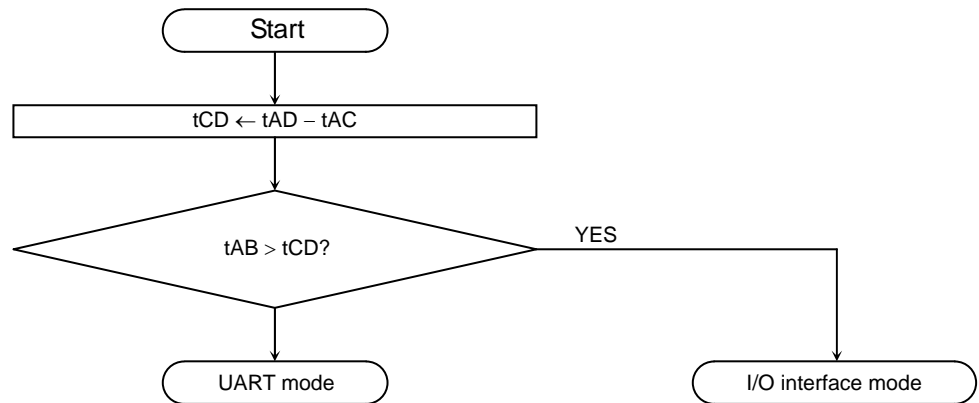 Start
tCD ← tAD − tAC
tAB > tCD?
YES
UART mode
I/O interface mode